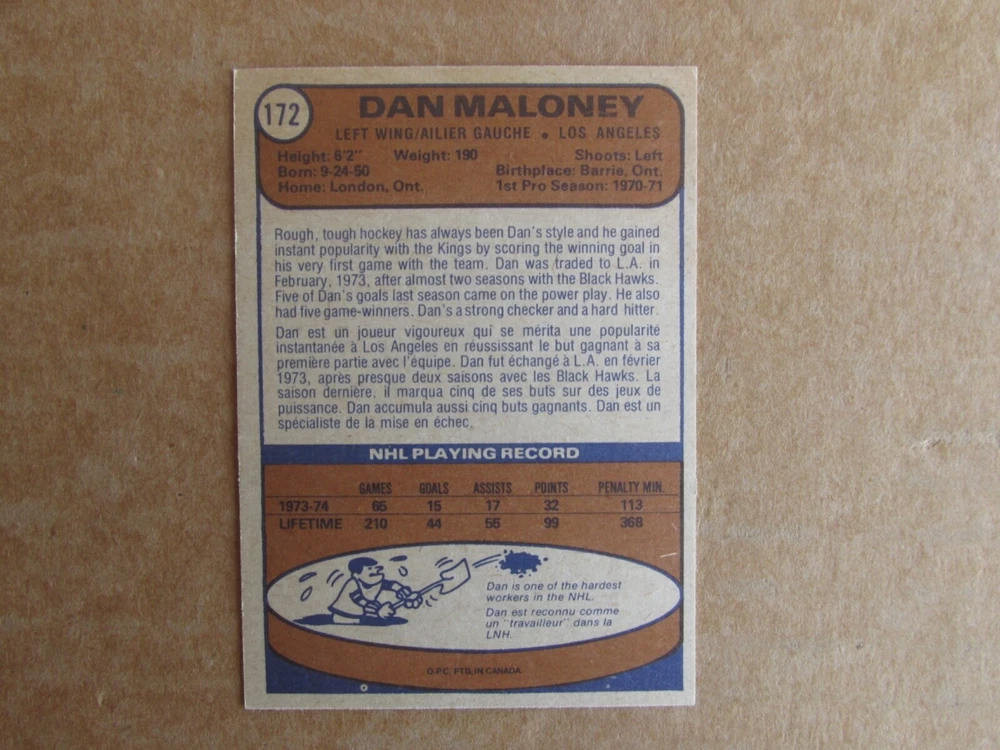 172
DAN MALONEY
LEFT WING/AILIER GAUCHE • LOS ANGELES
Height: 6'2" Weight: 190 Shoots: Left
Born: 9-24-50 Birthplace: Barrie, Ont.
Home: London, Ont. 1st Pro Season: 1970-71
Rough, tough hockey has always been Dan's style and he gained
instant popularity with the Kings by scoring the winning goal in
his very first game with the team. Dan was traded to L.A. in
February, 1973, after almost two seasons with the Black Hawks.
Five of Dan's goals last season came on the power play. He also
had five game-winners. Dan's a strong checker and a hard hitter.
Dan est un joueur vigoureux qui se mérita une popularité
instantanée à Los Angeles en réussissant le but gagnant à sa
première partie avec l'équipe. Dan fut échangé à L.A. en février
1973, après presque deux saisons avec les Black Hawks. La
saison dernière, il marqua cinq de ses buts sur des jeux de
puissance. Dan accumula aussi cinq buts gagnants. Dan est un
spécialiste de la mise en échec.
NHL PLAYING RECORD
GAMES GOALS ASSISTS POINTS PENALTY MIN.
1973-74 65 15 17 32 113
LIFETIME 210 44 55 99 368
Dan is one of the hardest
workers in the NHL.
Dan est reconnu comme
un "travailleur" dans la
LNH.
O.P.C. PTD. IN CANADA